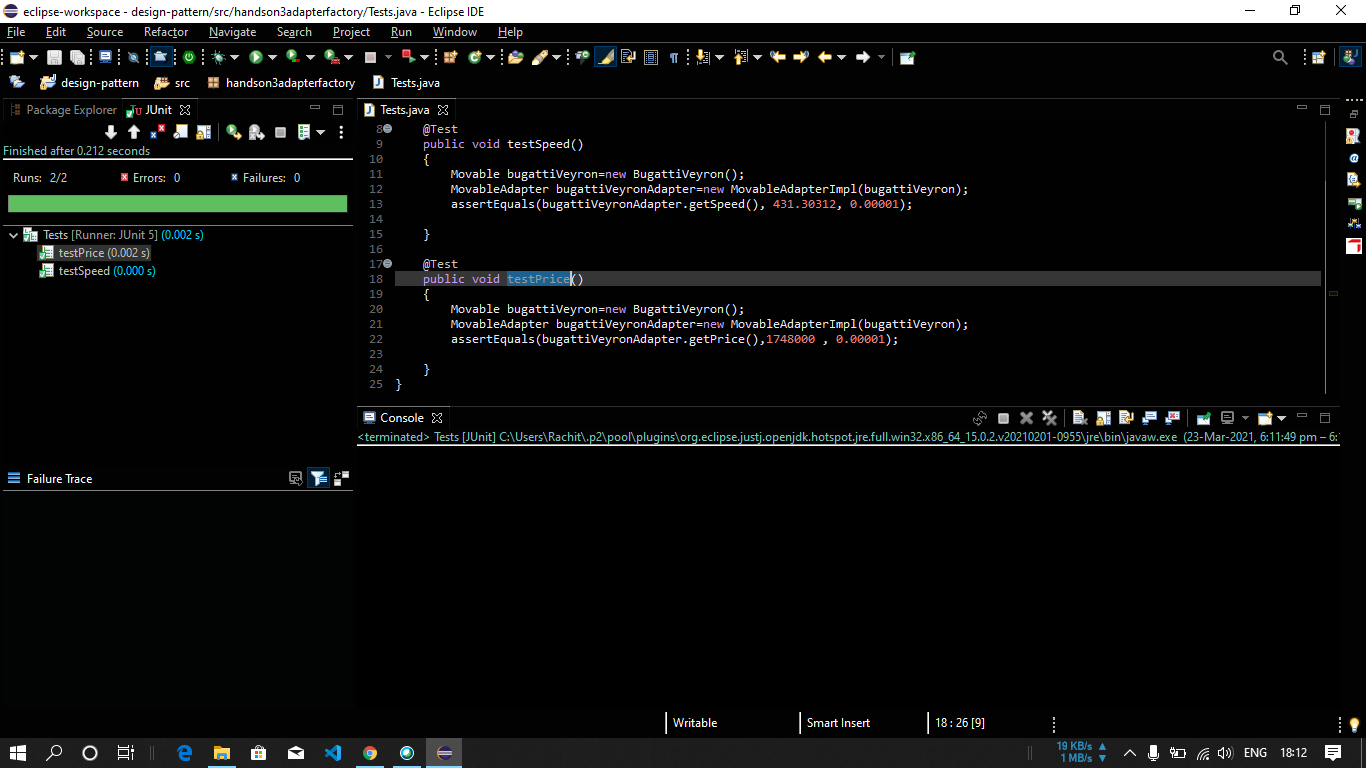 eclipse-workspace - design-pattern/src/handson3adapterfactory/Tests.java - Eclipse IDE
File Edit Source Refactor Navigate Search Project Run Window Help
design-pattern src handson3adapterfactory Tests.java
Package Explorer JUnit
Finished after 0.212 seconds
Runs: 2/2 Errors: 0 Failures: 0
Tests [Runner: JUnit 5] (0.002 s)
testPrice (0.002 s)
testSpeed (0.000 s)
Failure Trace
Tests.java
8 @Test
9 public void testSpeed()
10 {
11 Movable bugattiVeyron=new BugattiVeyron();
12 MovableAdapter bugattiVeyronAdapter=new MovableAdapterImpl(bugattiVeyron);
13 assertEquals(bugattiVeyronAdapter.getSpeed(), 431.30312, 0.00001);
14
15 }
16
17 @Test
18 public void testPrice()
19 {
20 Movable bugattiVeyron=new BugattiVeyron();
21 MovableAdapter bugattiVeyronAdapter=new MovableAdapterImpl(bugattiVeyron);
22 assertEquals(bugattiVeyronAdapter.getPrice(),1748000 , 0.00001);
23
24 }
25 }
Console
<terminated> Tests [JUnit] C:\Users\Rachit\.p2\pool\plugins\org.eclipse.justj.openjdk.hotspot.jre.full.win32.x86_64_15.0.2.v20210201-0955\jre\bin\javaw.exe (23-Mar-2021, 6:11:49 pm – 6:
Writable Smart Insert 18 : 26 [9]
19 KB/s
1 MB/s
ENG 18:12